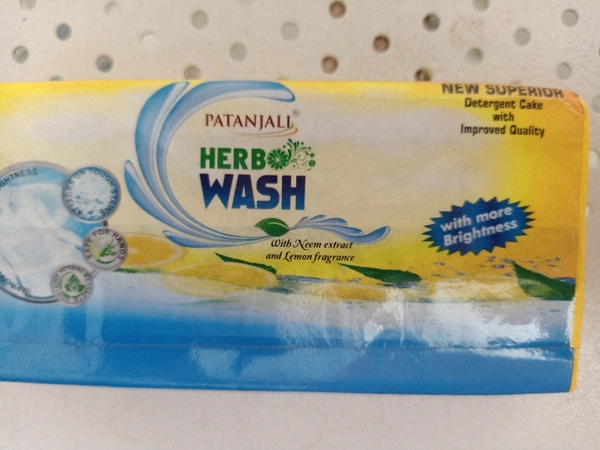 NEW SUPERIOR
Detergent Cake
with
Improved Quality
PATANJALI®
HERBO
WASH
With Neem extract
and Lemon fragrance
with more
Brightness